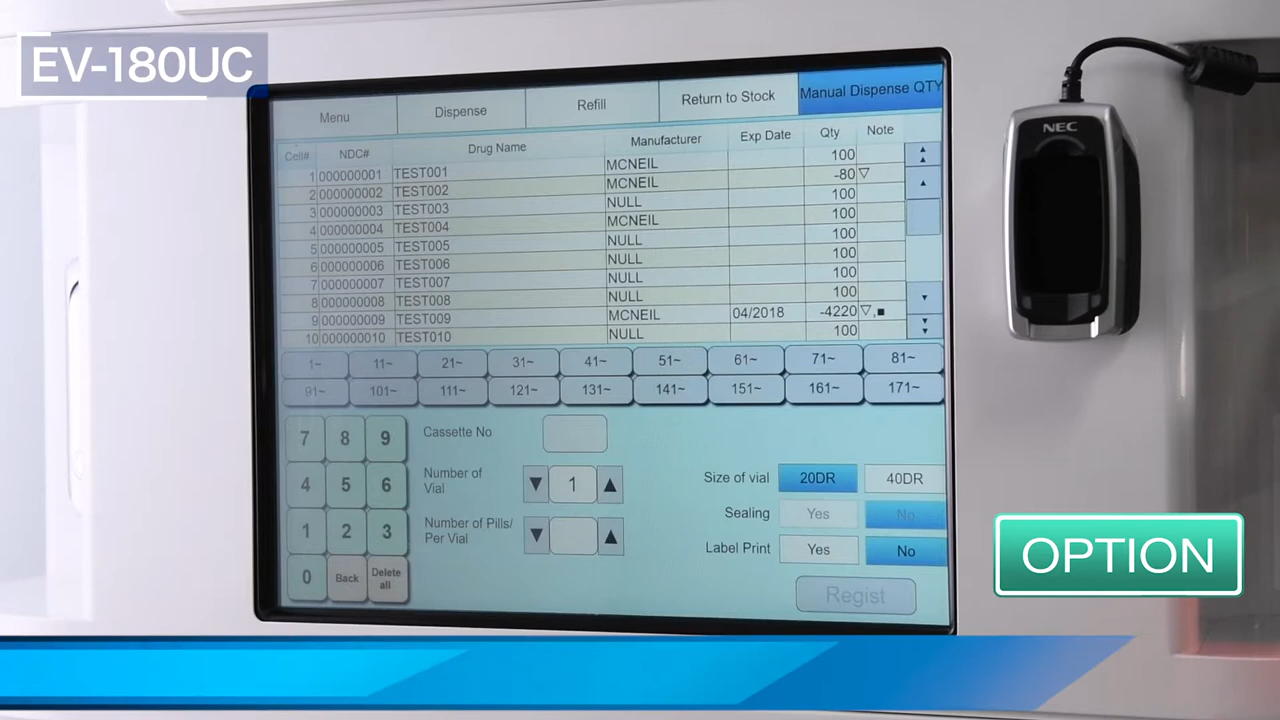 EV-180UC
Menu Dispense Refill Return to Stock Manual Dispense QTY
Cell# NDC# Drug Name Manufacturer Exp Date Qty Note
1 000000001 TEST001 MCNEIL 100
2 000000002 TEST002 MCNEIL -80 ▽
3 000000003 TEST003 NULL 100
4 000000004 TEST004 MCNEIL 100
5 000000005 TEST005 NULL 100
6 000000006 TEST006 NULL 100
7 000000007 TEST007 NULL 100
8 000000008 TEST008 NULL 100
9 000000009 TEST009 MCNEIL 04/2018 -4220 ▽,■
10 000000010 TEST010 NULL 100
1~ 11~ 21~ 31~ 41~ 51~ 61~ 71~ 81~
91~ 101~ 111~ 121~ 131~ 141~ 151~ 161~ 171~
7 8 9
4 5 6
1 2 3
0 Back Delete all
Cassette No
Number of
Vial
▼ 1 ▲
Number of Pills/
Per Vial
▼ ▲
Size of vial 20DR 40DR
Sealing Yes No
Label Print Yes No
Regist
NEC
OPTION